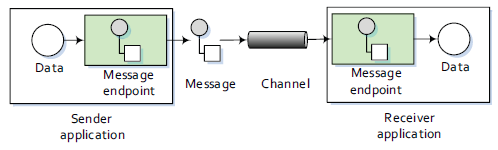 Data
Message
endpoint
Message
Channel
Message
endpoint
Data
Sender
application
Receiver
application